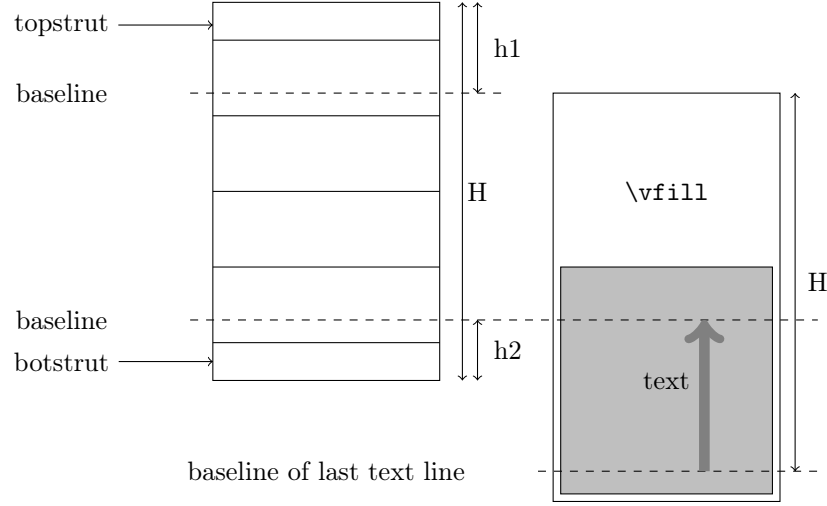 topstrut
h1
baseline
H
\vfill
H
baseline
h2
botstrut
text
baseline of last text line